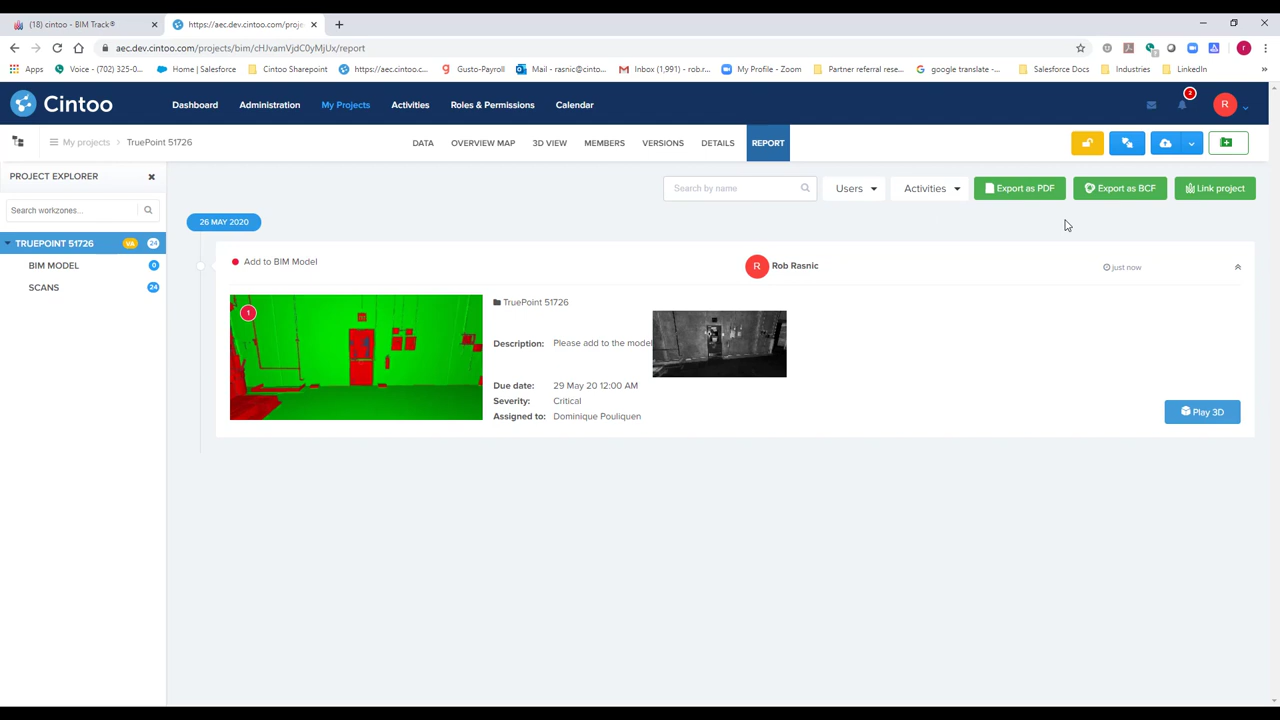 (18) cintoo - BIM Track®
https://aec.dev.cintoo.com/proje
aec.dev.cintoo.com/projects/bim/cHJvamVjdC0yMjUx/report
Apps
Voice - (702) 325-0...
Home | Salesforce
Cintoo Sharepoint
https://aec.cintoo.c...
Gusto-Payroll
Mail - rasnic@cinto...
Inbox (1,991) - rob.r...
My Profile - Zoom
Partner referral rese...
google translate -...
Salesforce Docs
Industries
LinkedIn
»
Cintoo
Dashboard
Administration
My Projects
Activities
Roles & Permissions
Calendar
2
R
My projects
TruePoint 51726
DATA
OVERVIEW MAP
3D VIEW
MEMBERS
VERSIONS
DETAILS
REPORT
PROJECT EXPLORER
Search by name
Users
Activities
Export as PDF
Export as BCF
Link project
Search workzones...
26 MAY 2020
TRUEPOINT 51726
VA
24
BIM MODEL
0
SCANS
24
Add to BIM Model
R
Rob Rasnic
just now
1
TruePoint 51726
Description: Please add to the model
Due date: 29 May 20 12:00 AM
Severity: Critical
Assigned to: Dominique Pouliquen
Play 3D